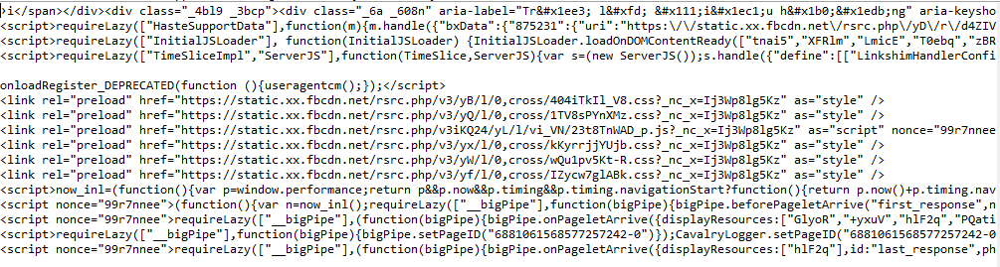 i</span></div><div class="_4bl9 _3bcp"><div class="_6a _608n" aria-label="Tr&#x1ee3; l&#xfd; &#x111;i&#x1ec1;u h&#x1b0;&#x1edb;ng" aria-keysho
<script>requireLazy(["HasteSupportData"],function(m){m.handle({"bxData":{"875231":{"uri":"https:\/\/static.xx.fbcdn.net\/rsrc.php\/yD\/r\/d4ZIV
<script>requireLazy(["InitialJSLoader"], function(InitialJSLoader) {InitialJSLoader.loadOnDOMContentReady(["tnai5","XFRlm","LmicE","T0ebq","zBR
<script>requireLazy(["TimeSliceImpl","ServerJS"],function(TimeSlice,ServerJS){var s=(new ServerJS());s.handle({"define":[["LinkshimHandlerConfi
onloadRegister_DEPRECATED(function (){useragentcm();});</script>
<link rel="preload" href="https://static.xx.fbcdn.net/rsrc.php/v3/yB/l/0,cross/404iTkIl_V8.css?_nc_x=Ij3Wp8lg5Kz" as="style" />
<link rel="preload" href="https://static.xx.fbcdn.net/rsrc.php/v3/yQ/l/0,cross/1TV8sPYnXMz.css?_nc_x=Ij3Wp8lg5Kz" as="style" />
<link rel="preload" href="https://static.xx.fbcdn.net/rsrc.php/v3iKQ24/yL/l/vi_VN/23t8TnWAD_p.js?_nc_x=Ij3Wp8lg5Kz" as="script" nonce="99r7nnee
<link rel="preload" href="https://static.xx.fbcdn.net/rsrc.php/v3/yx/l/0,cross/kKyrrjjYUjb.css?_nc_x=Ij3Wp8lg5Kz" as="style" />
<link rel="preload" href="https://static.xx.fbcdn.net/rsrc.php/v3/yW/l/0,cross/wQu1pv5Kt-R.css?_nc_x=Ij3Wp8lg5Kz" as="style" />
<link rel="preload" href="https://static.xx.fbcdn.net/rsrc.php/v3/yf/l/0,cross/IZycw7glABk.css?_nc_x=Ij3Wp8lg5Kz" as="style" />
<script>now_inl=(function(){var p=window.performance;return p&&p.now&&p.timing&&p.timing.navigationStart?function(){return p.now()+p.timing.nav
<script nonce="99r7nnee">(function(){var n=now_inl();requireLazy(["__bigPipe"],function(bigPipe){bigPipe.beforePageletArrive("first_response",n
<script nonce="99r7nnee">requireLazy(["__bigPipe"],(function(bigPipe){bigPipe.onPageletArrive({displayResources:["GlyoR","+yxuV","hlF2q","PQati
<script>requireLazy(["__bigPipe"],function(bigPipe){bigPipe.setPageID("6881061568577257242-0")});CavalryLogger.setPageID("6881061568577257242-0
<script nonce="99r7nnee">requireLazy(["__bigPipe"],(function(bigPipe){bigPipe.onPageletArrive({displayResources:["hlF2q"],id:"last_response",ph